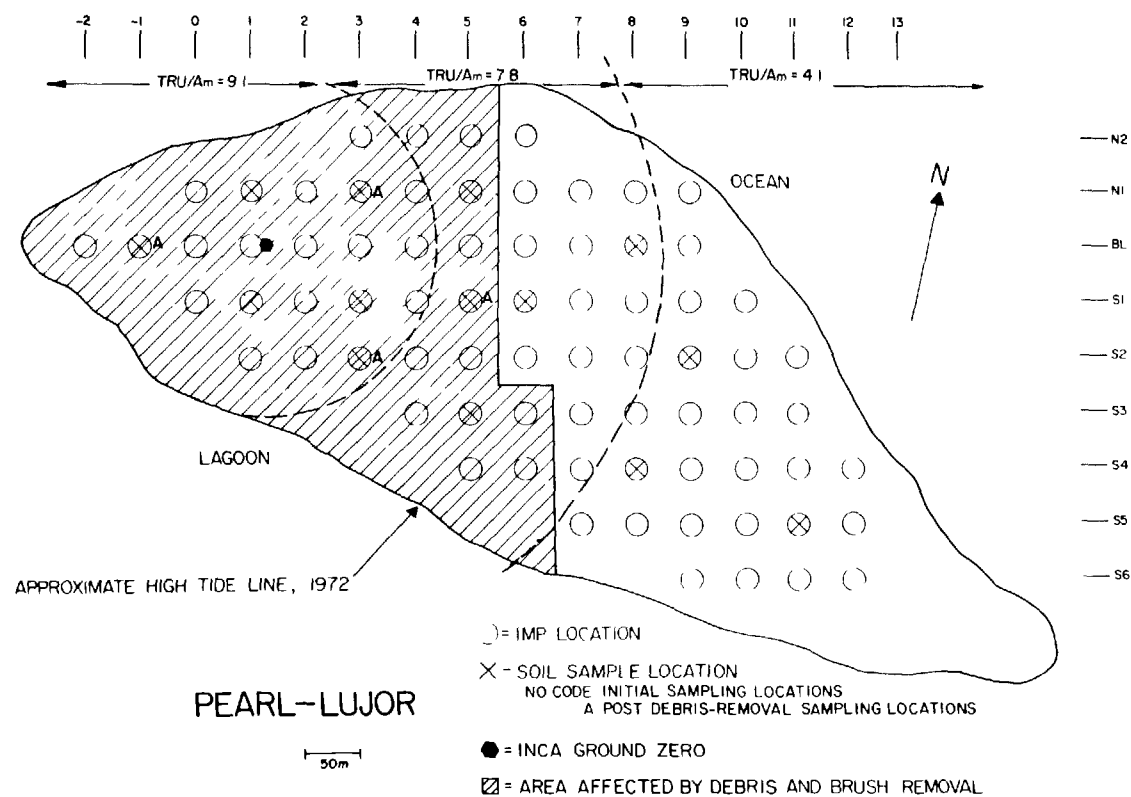 -2 -1 0 1 2 3 4 5 6 7 8 9 10 11 12 13
TRU/Am = 9 1 TRU/Am = 7 8 TRU/Am = 4 1
N2
OCEAN
N
N1
A
BL
A
S1
A
S2
A
S3
LAGOON
S4
S5
APPROXIMATE HIGH TIDE LINE, 1972
S6
= IMP LOCATION
- SOIL SAMPLE LOCATION
NO CODE INITIAL SAMPLING LOCATIONS
A POST DEBRIS-REMOVAL SAMPLING LOCATIONS
PEARL-LUJOR
50m
= INCA GROUND ZERO
= AREA AFFECTED BY DEBRIS AND BRUSH REMOVAL